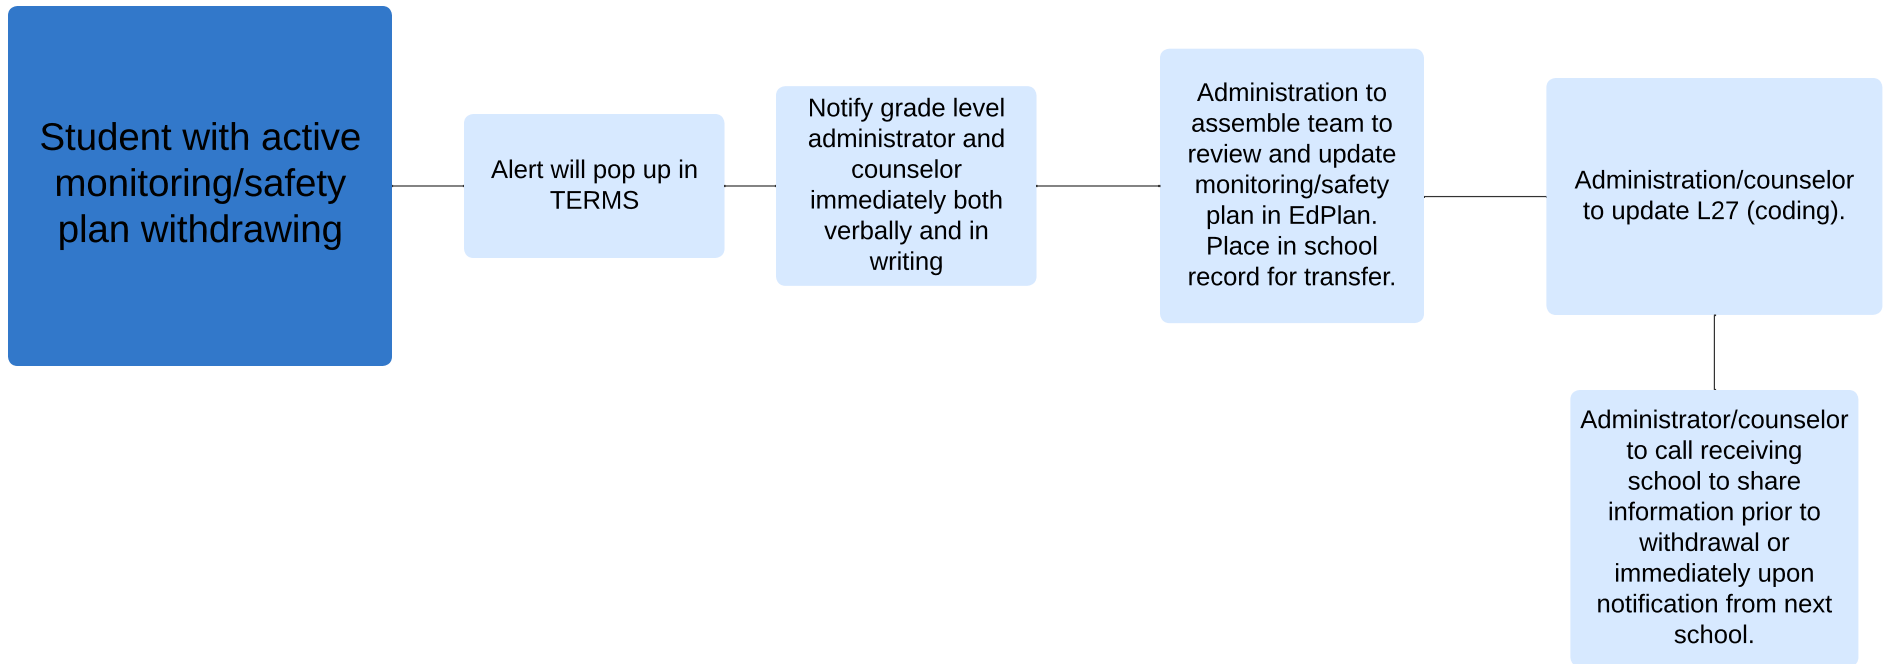 Student with active
monitoring/safety
plan withdrawing
Alert will pop up in
TERMS
Notify grade level
administrator and
counselor
immediately both
verbally and in
writing
Administration to
assemble team to
review and update
monitoring/safety
plan in EdPlan.
Place in school
record for transfer.
Administration/counselor
to update L27 (coding).
Administrator/counselor
to call receiving
school to share
information prior to
withdrawal or
immediately upon
notification from next
school.